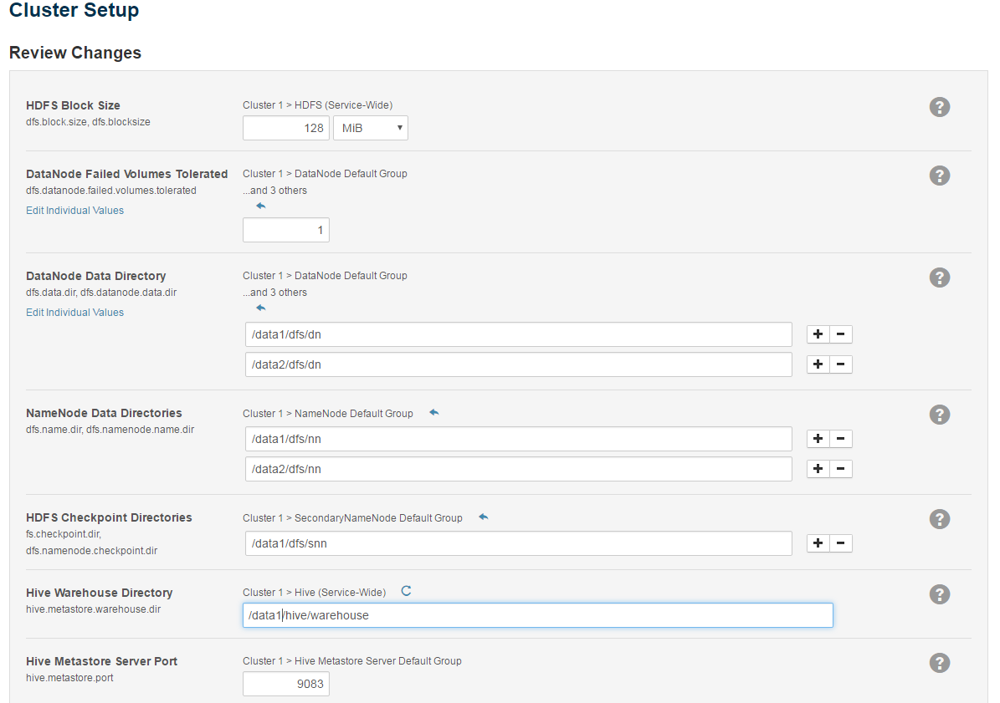 Cluster Setup
Review Changes
HDFS Block Size
dfs.block.size, dfs.blocksize
Cluster 1 > HDFS (Service-Wide)
128 MiB
DataNode Failed Volumes Tolerated
dfs.datanode.failed.volumes.tolerated
Edit Individual Values
Cluster 1 > DataNode Default Group
...and 3 others
1
DataNode Data Directory
dfs.data.dir, dfs.datanode.data.dir
Edit Individual Values
Cluster 1 > DataNode Default Group
...and 3 others
/data1/dfs/dn
/data2/dfs/dn
NameNode Data Directories
dfs.name.dir, dfs.namenode.name.dir
Cluster 1 > NameNode Default Group
/data1/dfs/nn
/data2/dfs/nn
HDFS Checkpoint Directories
fs.checkpoint.dir,
dfs.namenode.checkpoint.dir
Cluster 1 > SecondaryNameNode Default Group
/data1/dfs/snn
Hive Warehouse Directory
hive.metastore.warehouse.dir
Cluster 1 > Hive (Service-Wide)
/data1/hive/warehouse
Hive Metastore Server Port
hive.metastore.port
Cluster 1 > Hive Metastore Server Default Group
9083